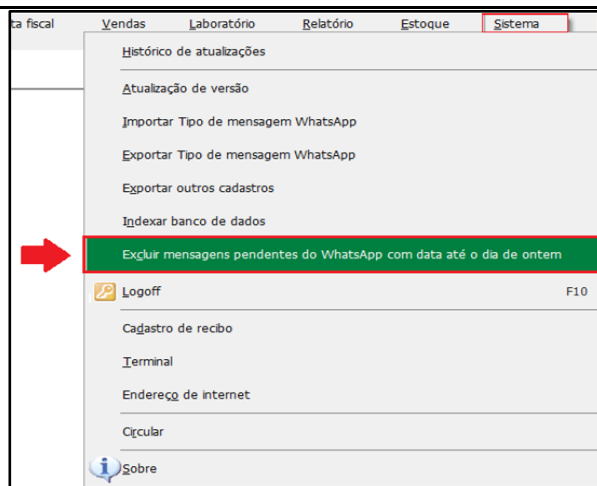 ta fiscal Vendas Laboratório Relatório Estoque Sistema
Histórico de atualizações
Atualização de versão
Importar Tipo de mensagem WhatsApp
Exportar Tipo de mensagem WhatsApp
Exportar outros cadastros
Indexar banco de dados
Excluir mensagens pendentes do WhatsApp com data até o dia de ontem
Logoff F10
Cadastro de recibo
Terminal
Endereço de internet
Circular
Sobre